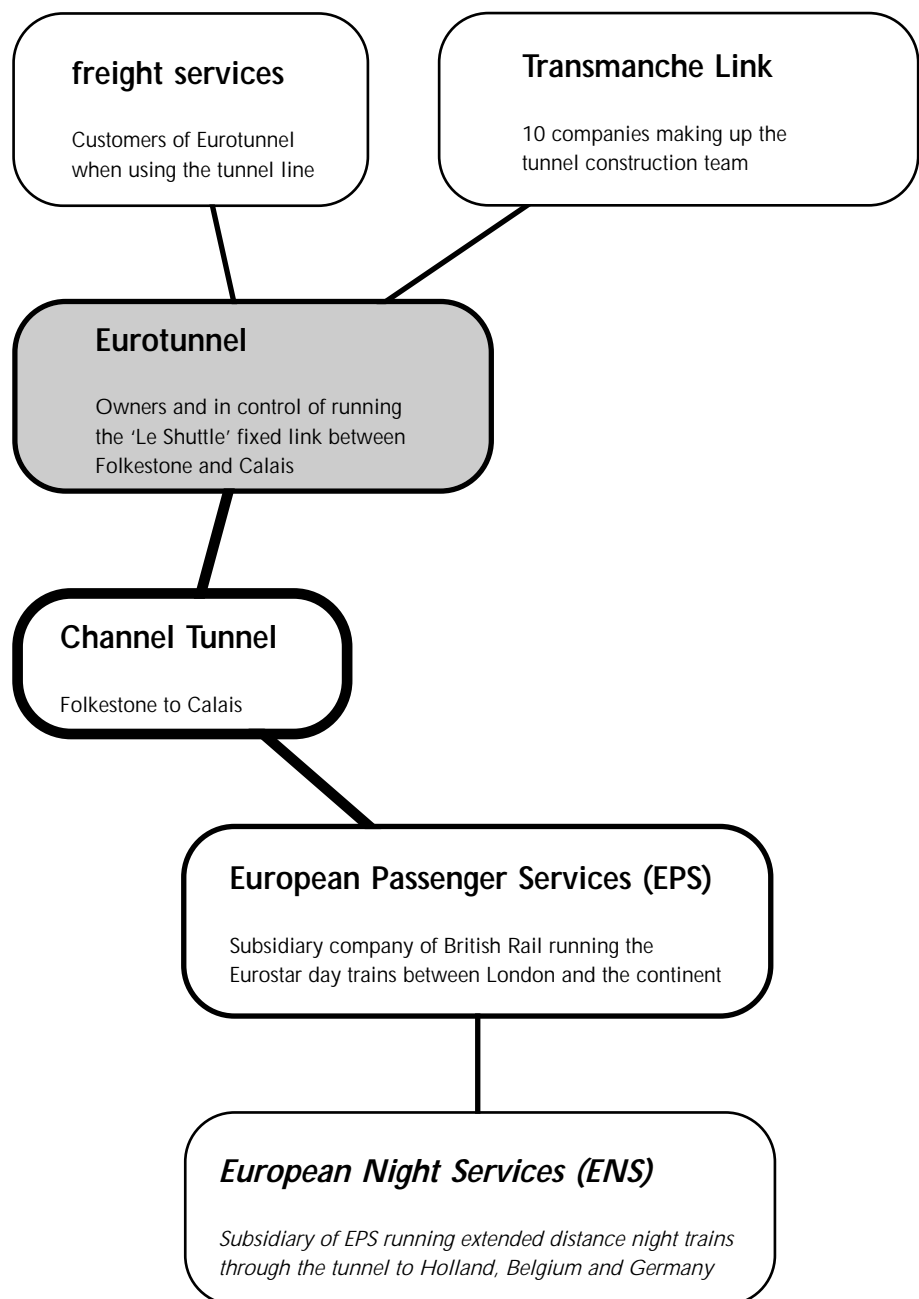 freight services
Customers of Eurotunnel
when using the tunnel line
Transmanche Link
10 companies making up the
tunnel construction team
Eurotunnel
Owners and in control of running
the ‘Le Shuttle’ fixed link between
Folkestone and Calais
Channel Tunnel
Folkestone to Calais
European Passenger Services (EPS)
Subsidiary company of British Rail running the
Eurostar day trains between London and the continent
European Night Services (ENS)
Subsidiary of EPS running extended distance night trains
through the tunnel to Holland, Belgium and Germany